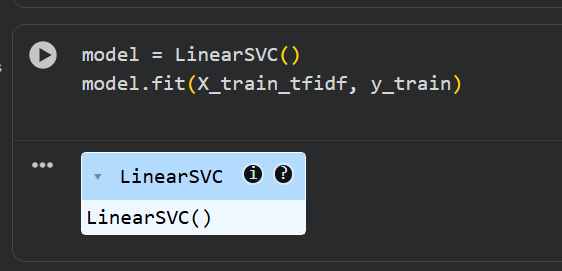 model = LinearSVC()
model.fit(X_train_tfidf, y_train)
LinearSVC i ?
LinearSVC()